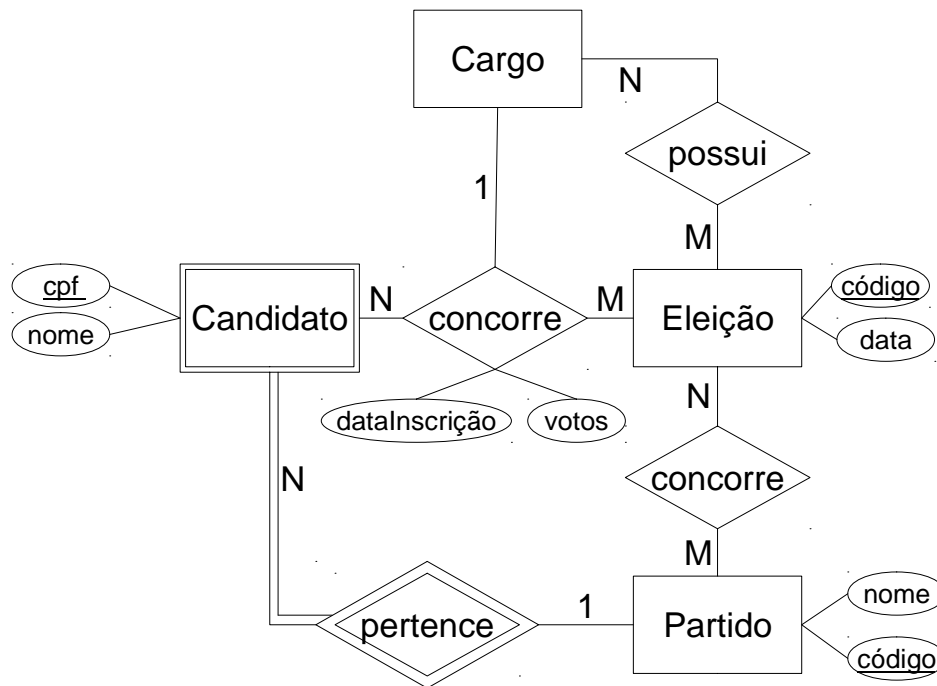 Cargo
N
possui
1
M
cpf
nome
Candidato
N
concorre
M
Eleição
código
data
dataInscrição
votos
N
N
concorre
M
pertence
1
Partido
nome
código